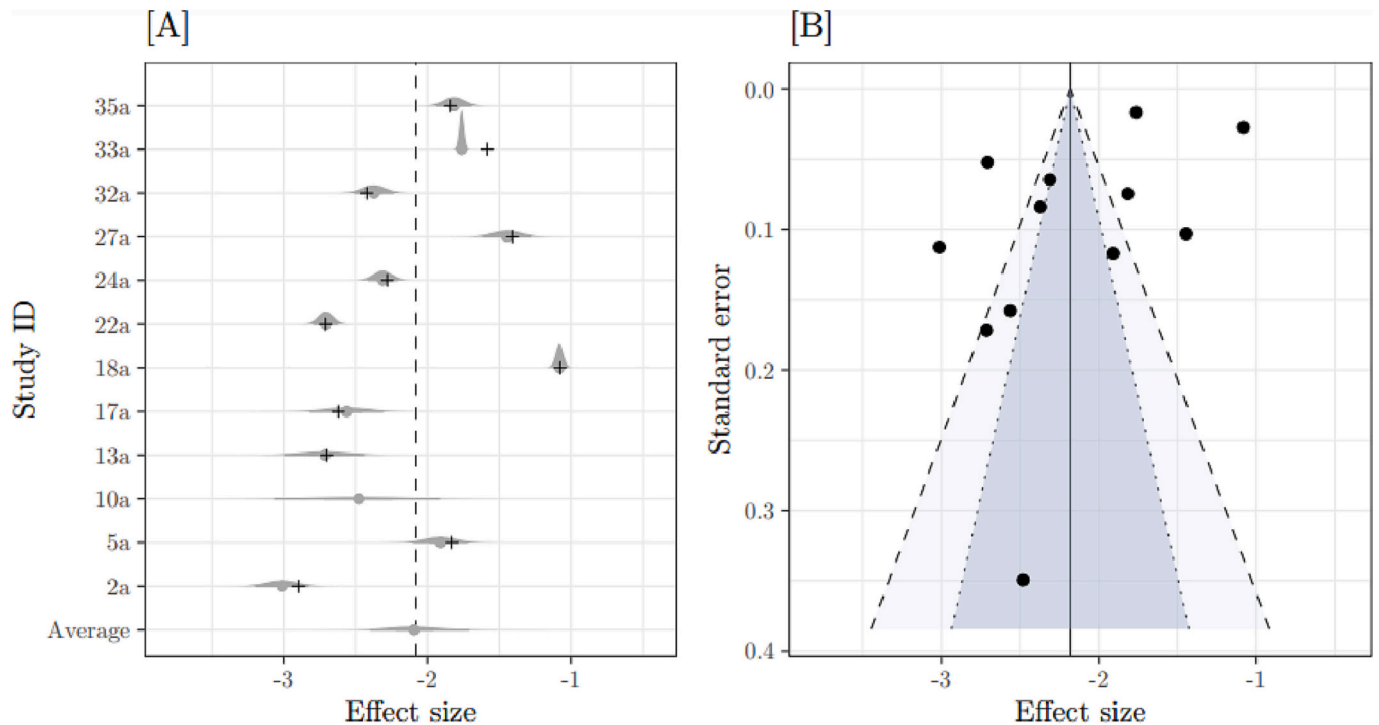 [A]
[B]
Study ID
35a
33a
32a
27a
24a
22a
18a
17a
13a
10a
5a
2a
Average
-3
-2
-1
Effect size
Standard error
0.0
0.1
0.2
0.3
0.4
-3
-2
-1
Effect size